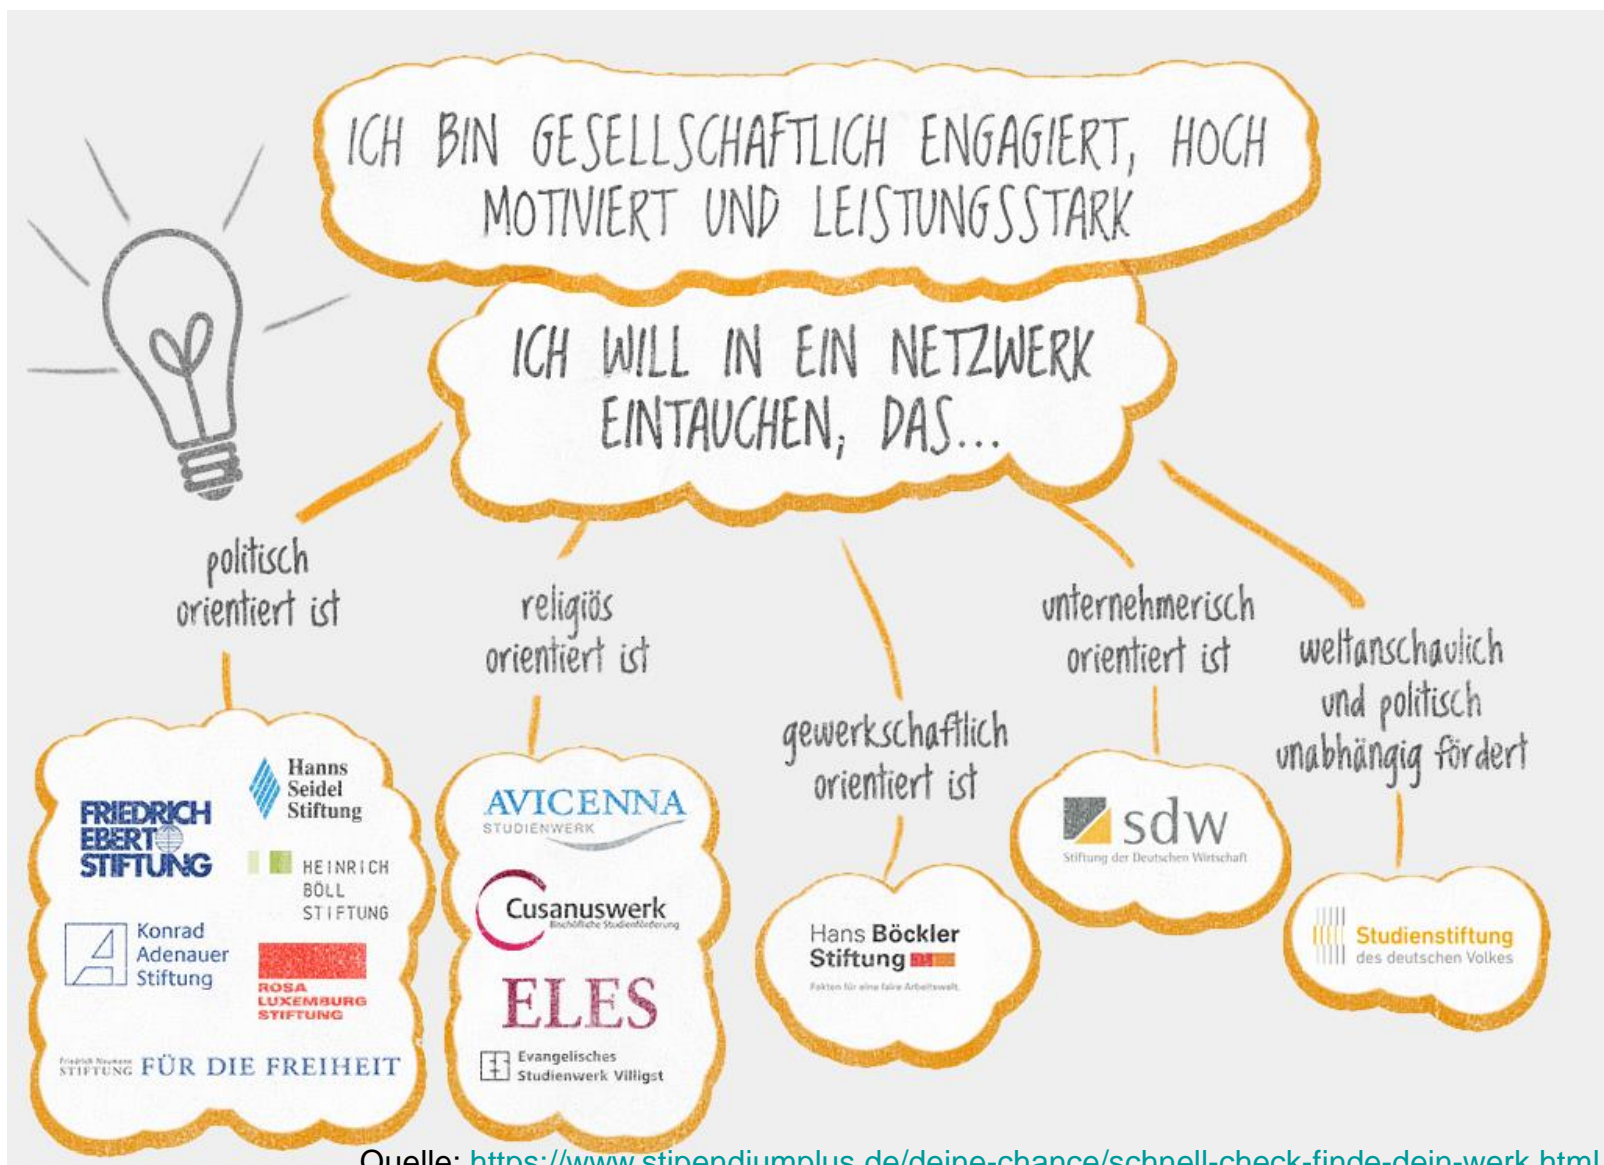 ICH BIN GESELLSCHAFTLICH ENGAGIERT, HOCH
MOTIVIERT UND LEISTUNGSSTARK
ICH WILL IN EIN NETZWERK
EINTAUCHEN, DAS...
politisch
orientiert ist
FRIEDRICH
EBERT
STIFTUNG
Hanns
Seidel
Stiftung
HEINRICH
BÖLL
STIFTUNG
Konrad
Adenauer
Stiftung
ROSA
LUXEMBURG
STIFTUNG
Friedrich Naumann
STIFTUNG FÜR DIE FREIHEIT
religiös
orientiert ist
AVICENNA
STUDIENWERK
Cusanuswerk
Bischöfliche Studienförderung
ELES
Evangelisches
Studienwerk Villigst
gewerkschaftlich
orientiert ist
Hans Böckler
Stiftung
Fakten für eine faire Arbeitswelt.
unternehmerisch
orientiert ist
sdw
Stiftung der Deutschen Wirtschaft
weltanschaulich
und politisch
unabhängig fördert
Studienstiftung
des deutschen Volkes
Quelle: https://www.stipendiumplus.de/deine-chance/schnell-check-finde-dein-werk.html